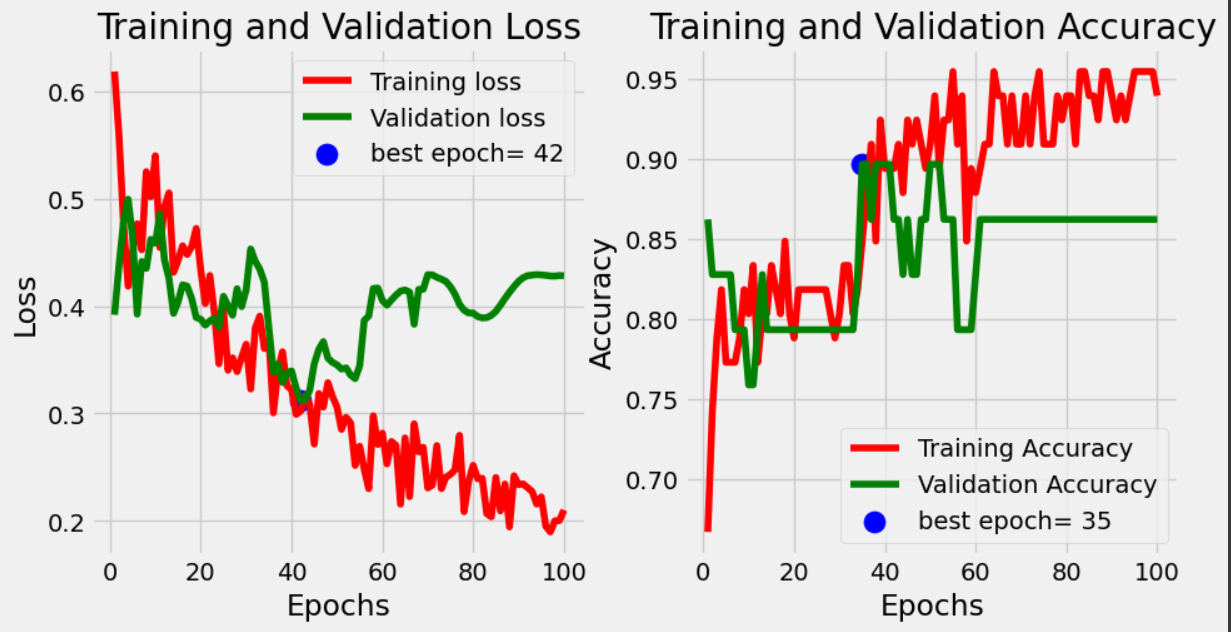 Training and Validation Loss
Training loss
Validation loss
best epoch= 42
0.6
0.5
0.4
0.3
0.2
Loss
0 20 40 60 80 100
Epochs
Training and Validation Accuracy
0.95
0.90
0.85
0.80
0.75
0.70
Accuracy
Training Accuracy
Validation Accuracy
best epoch= 35
0 20 40 60 80 100
Epochs